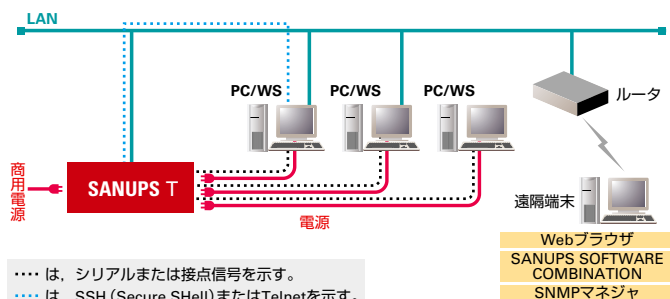 LAN
PC/WS PC/WS PC/WS
ルータ
商用電源
SANUPS T
電源
遠隔端末
Webブラウザ
SANUPS SOFTWARE
COMBINATION
SNMPマネジャ
‥‥ は，シリアルまたは接点信号を示す。
‥‥ は，SSH（Secure SHell）またはTelnetを示す。